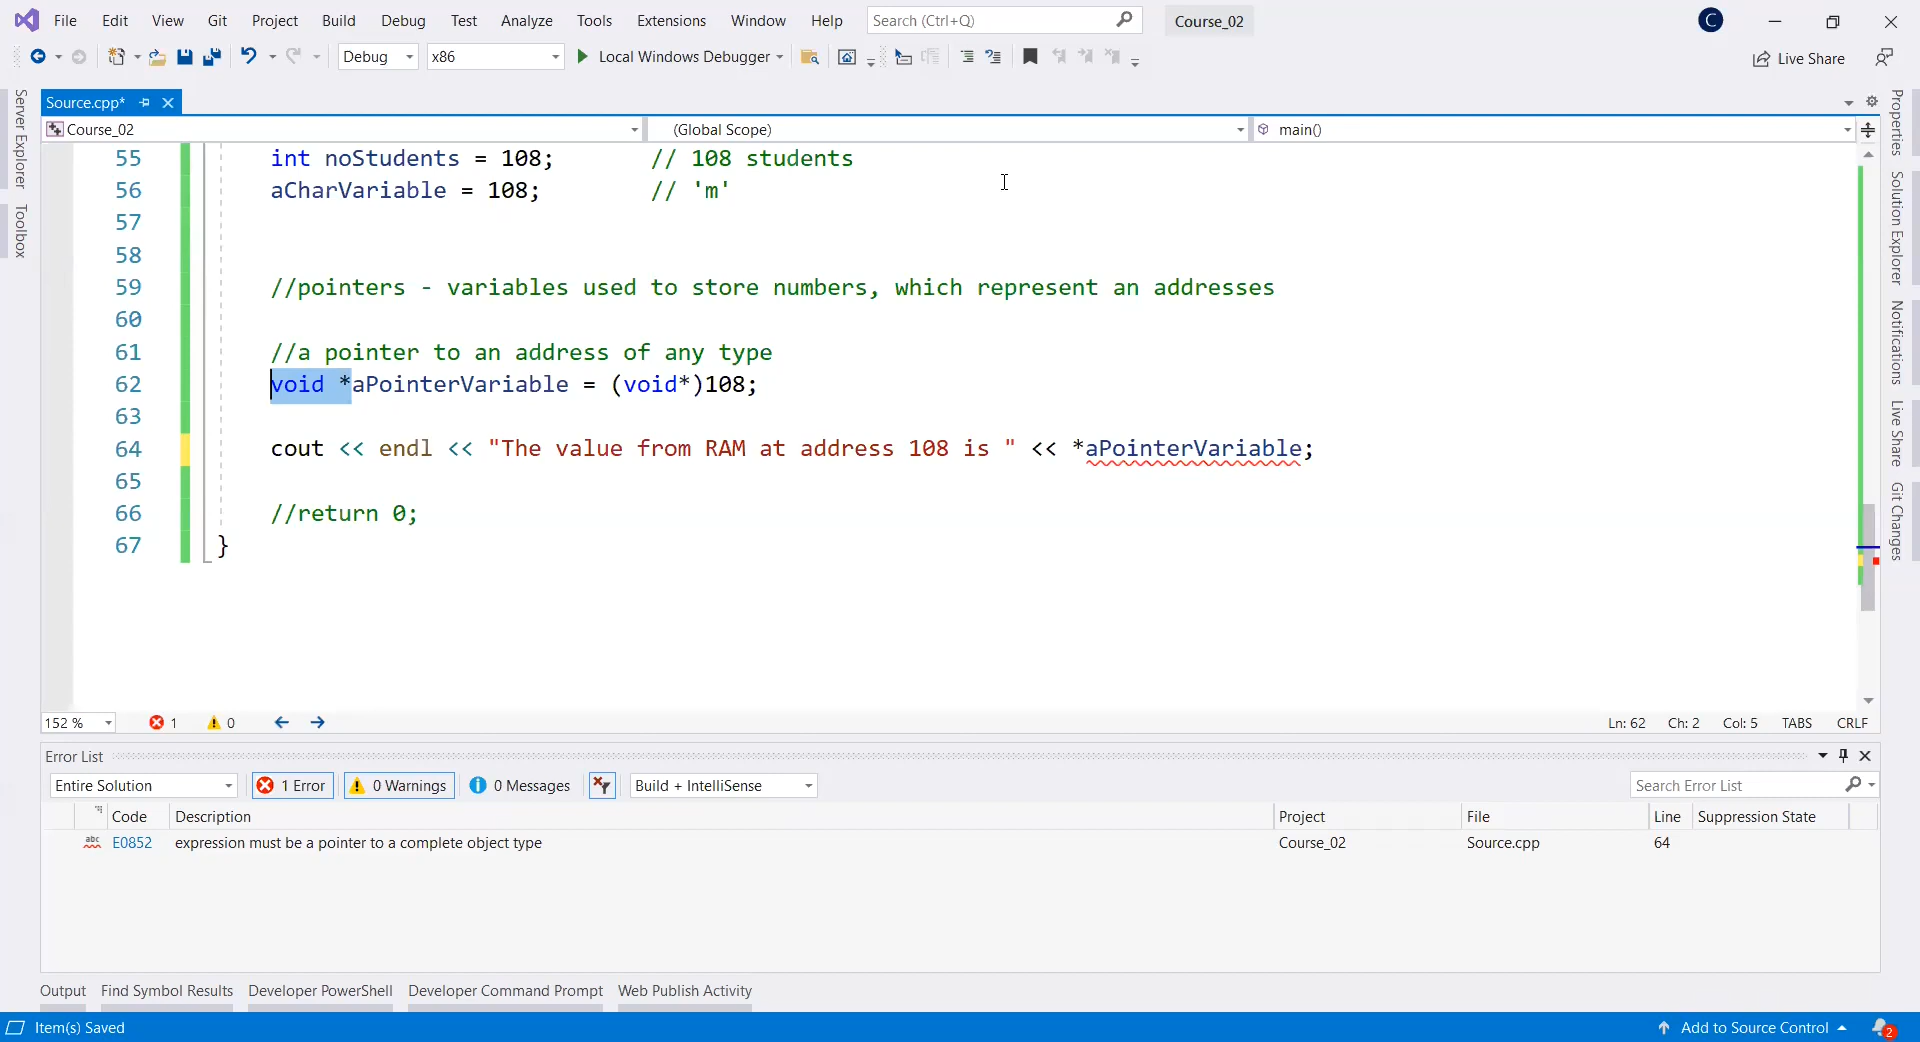 File Edit View Git Project Build Debug Test Analyze Tools Extensions Window Help Search (Ctrl+Q) Course_02 C
Debug x86 Local Windows Debugger Live Share
Source.cpp*
Course_02 (Global Scope) main()
55 int noStudents = 108; // 108 students
56 aCharVariable = 108; // 'm'
57
58
59 //pointers - variables used to store numbers, which represent an addresses
60
61 //a pointer to an address of any type
62 void *aPointerVariable = (void*)108;
63
64 cout << endl << "The value from RAM at address 108 is " << *aPointerVariable;
65
66 //return 0;
67 }
Server Explorer
Toolbox
Properties
Solution Explorer
Notifications
Live Share
Git Changes
152 % 1 0 Ln: 62 Ch: 2 Col: 5 TABS CRLF
Error List
Entire Solution 1 Error 0 Warnings 0 Messages Build + IntelliSense Search Error List
Code Description Project File Line Suppression State
abc E0852 expression must be a pointer to a complete object type Course_02 Source.cpp 64
Output Find Symbol Results Developer PowerShell Developer Command Prompt Web Publish Activity
Item(s) Saved Add to Source Control 2